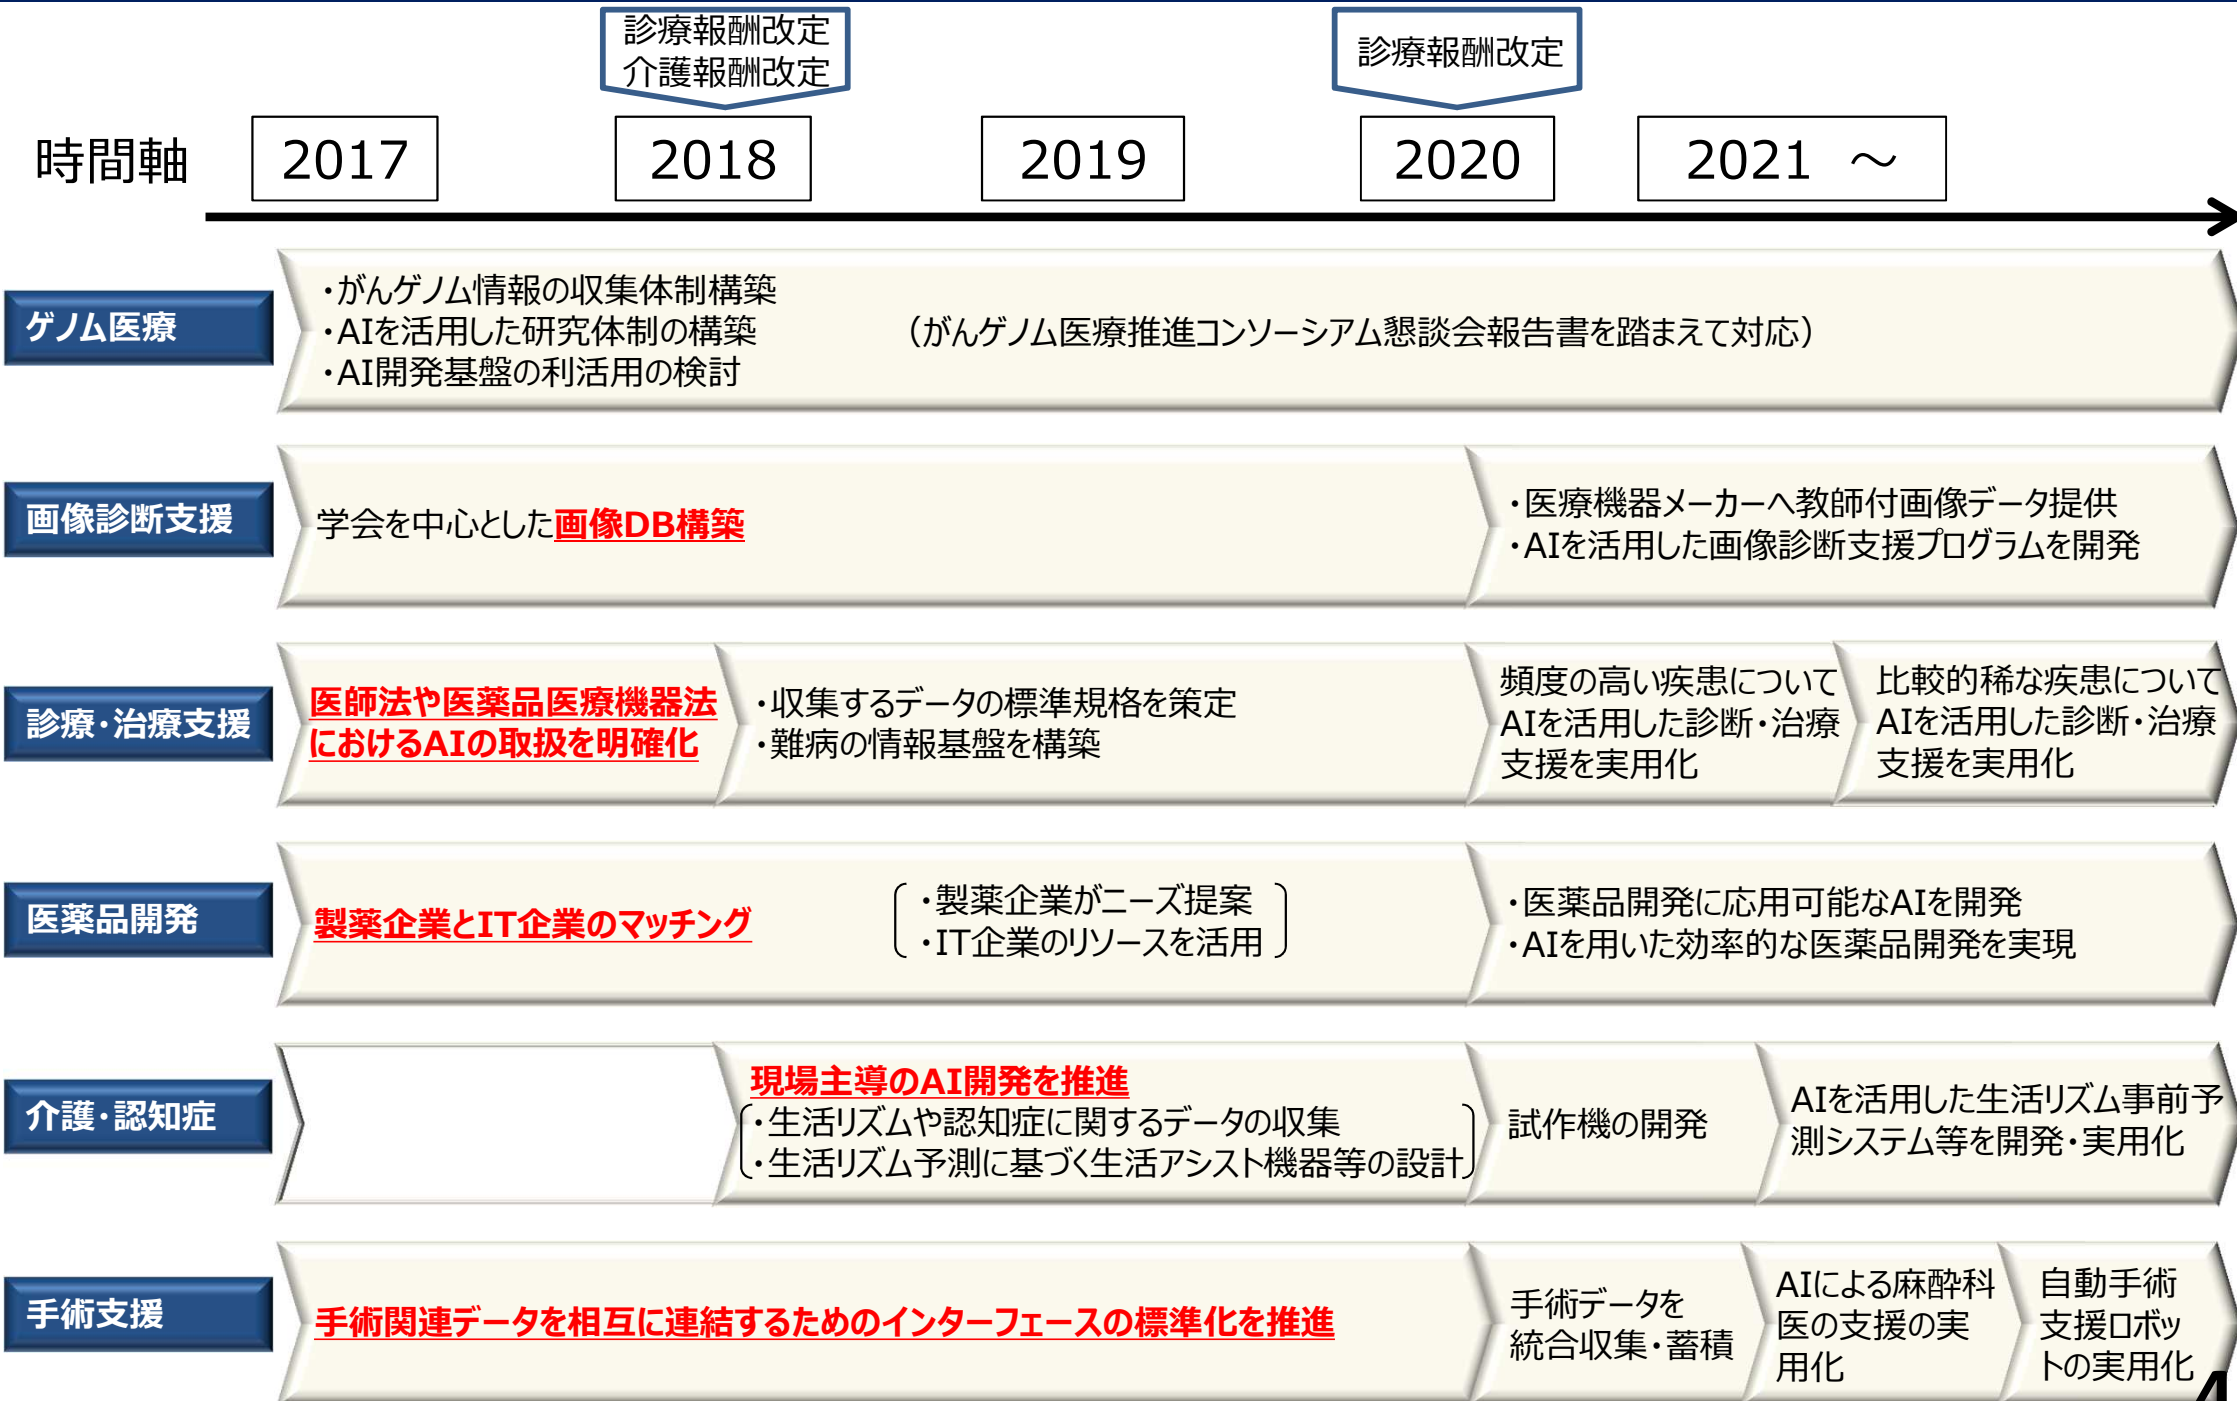 診療報酬改定
介護報酬改定
診療報酬改定
時間軸
2017
2018
2019
2020
2021 ～
ゲノム医療
・がんゲノム情報の収集体制構築
・AIを活用した研究体制の構築
・AI開発基盤の利活用の検討
（がんゲノム医療推進コンソーシアム懇談会報告書を踏まえて対応）
画像診断支援
学会を中心とした画像DB構築
・医療機器メーカーへ教師付画像データ提供
・AIを活用した画像診断支援プログラムを開発
診療・治療支援
医師法や医薬品医療機器法
におけるAIの取扱を明確化
・収集するデータの標準規格を策定
・難病の情報基盤を構築
頻度の高い疾患について
AIを活用した診断・治療
支援を実用化
比較的稀な疾患について
AIを活用した診断・治療
支援を実用化
医薬品開発
製薬企業とIT企業のマッチング
・製薬企業がニーズ提案
・IT企業のリソースを活用
・医薬品開発に応用可能なAIを開発
・AIを用いた効率的な医薬品開発を実現
介護・認知症
現場主導のAI開発を推進
・生活リズムや認知症に関するデータの収集
・生活リズム予測に基づく生活アシスト機器等の設計
試作機の開発
AIを活用した生活リズム事前予
測システム等を開発・実用化
手術支援
手術関連データを相互に連結するためのインターフェースの標準化を推進
手術データを
統合収集・蓄積
AIによる麻酔科
医の支援の実
用化
自動手術
支援ロボッ
トの実用化
4